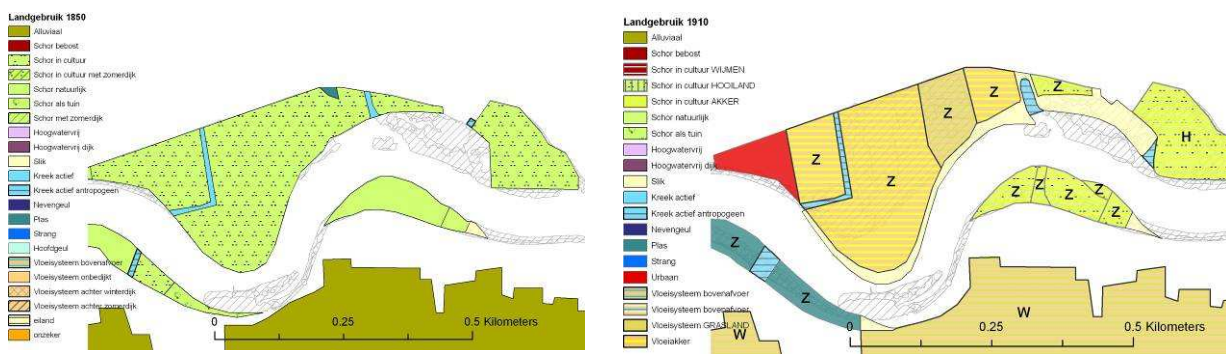 Landgebruik 1850
Alluviaal
Schor bebost
Schor in cultuur
Schor in cultuur met zomerdijk
Schor natuurlijk
Schor als tuin
Schor met zomerdijk
Hoogwatervrij
Hoogwatervrij dijk
Slik
Kreek actief
Kreek actief antropogeen
Nevengeul
Plas
Strang
Hoofdgeul
Vloeisysteem bovenafvoer
Vloeisysteem onbedijkt
Vloeisysteem achter winterdijk
Vloeisysteem achter zomerdijk
eiland
onzeker
0 0.25 0.5 Kilometers
Landgebruik 1910
Alluviaal
Schor bebost
Schor in cultuur WIJMEN
Schor in cultuur HOOILAND
Schor in cultuur AKKER
Schor natuurlijk
Schor als tuin
Hoogwatervrij
Hoogwatervrij dijk
Slik
Kreek actief
Kreek actief antropogeen
Nevengeul
Plas
Strang
Urbaan
Vloeisysteem bovenafvoer
Vloeisysteem bovenafvoer
Vloeisysteem GRASLAND
Vloeiakker
Z
Z
Z
Z
Z
H
Z
Z
Z
Z
Z
Z
Z
W
W
0 0.25 0.5 Kilometers